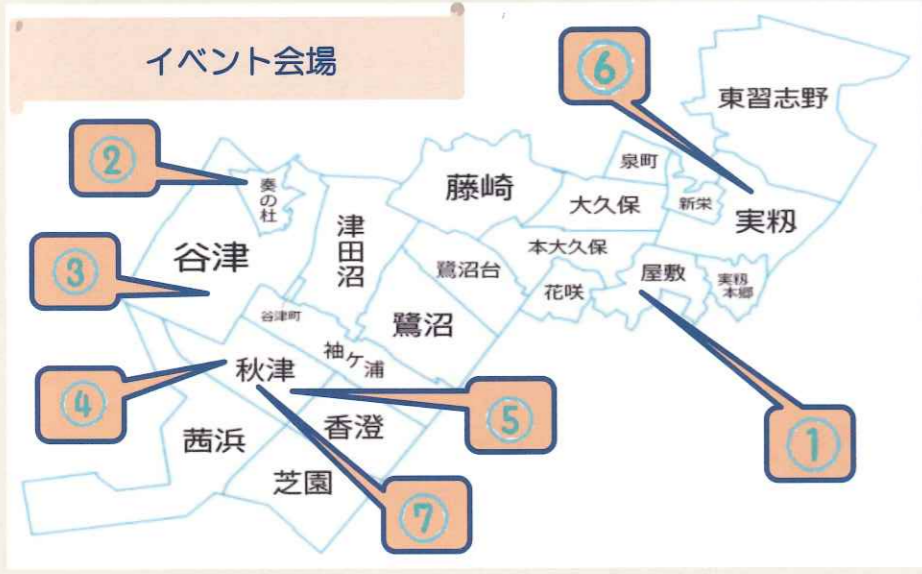 イベント会場
⑥
東習志野
②
泉町
奏の杜
藤崎
大久保
新栄
実籾
津田沼
谷津
本大久保
鷺沼台
屋敷
実籾本郷
③
花咲
谷津町
鷺沼
袖ケ浦
秋津
④
⑤
香澄
茜浜
①
芝園
⑦